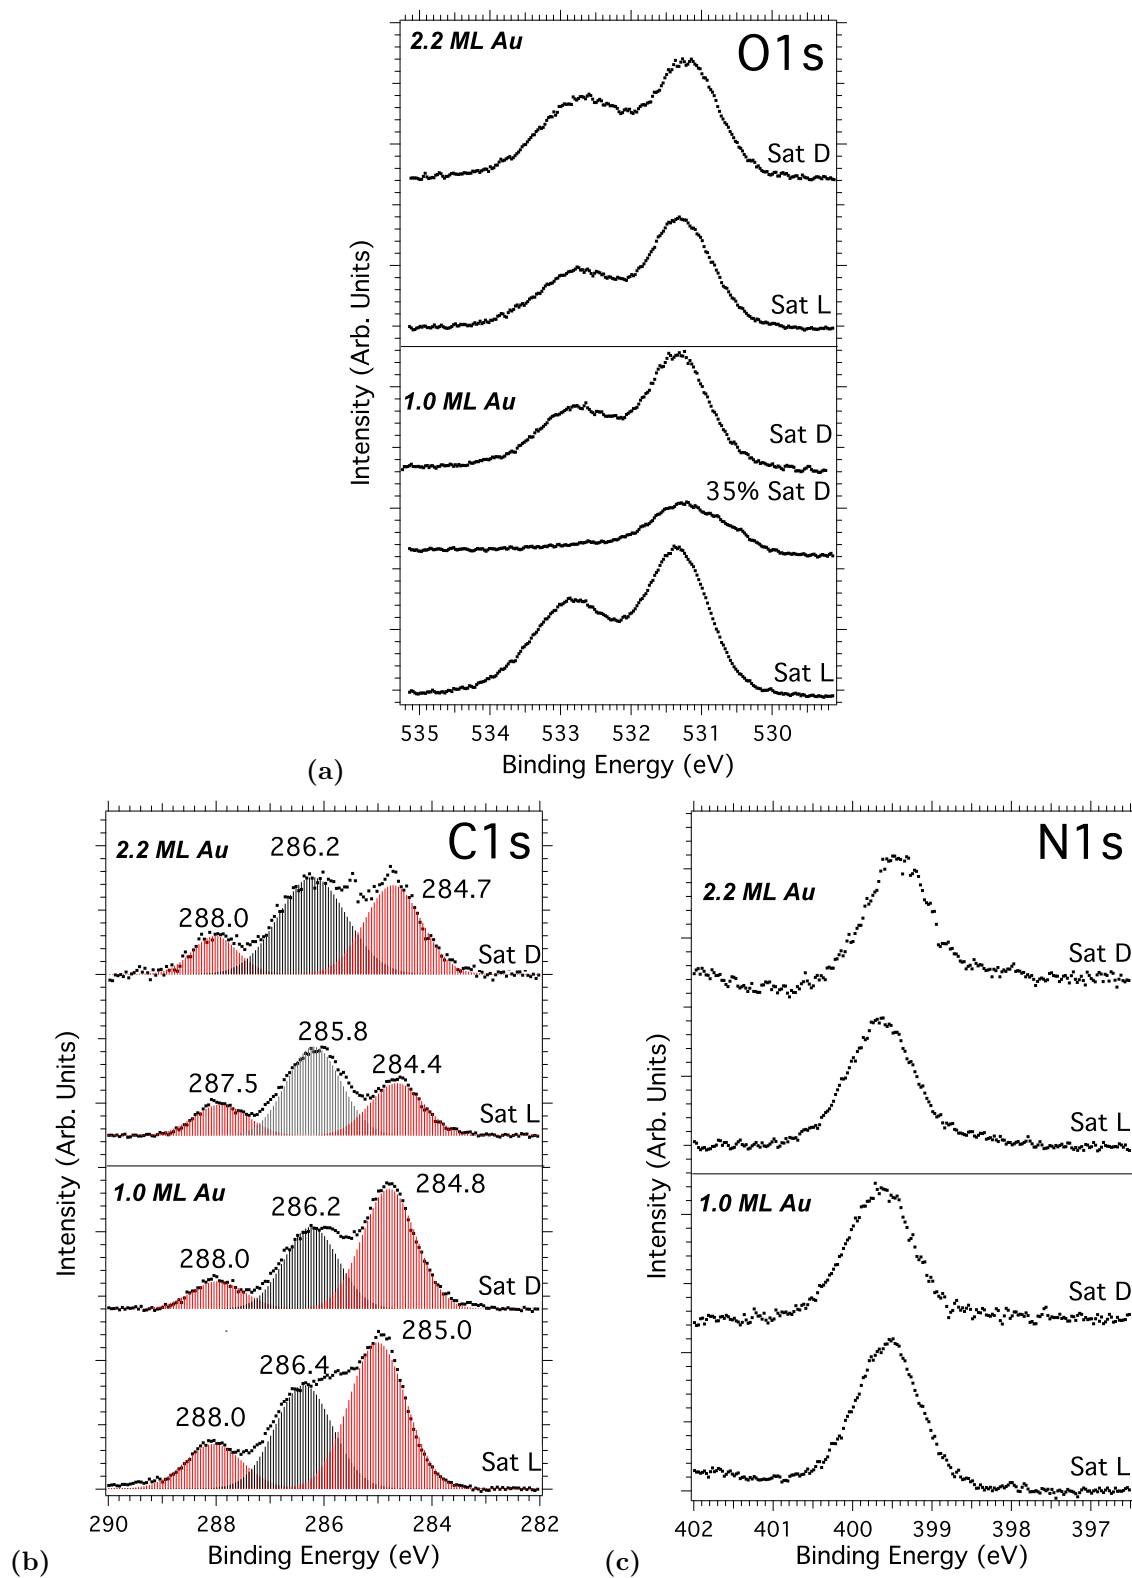 2.2 ML Au
O1s
Sat D
Sat L
1.0 ML Au
Sat D
35% Sat D
Sat L
Intensity (Arb. Units)
535 534 533 532 531 530
Binding Energy (eV)
(a)
C1s
2.2 ML Au
286.2
284.7
288.0
Sat D
285.8
284.4
287.5
Sat L
1.0 ML Au
284.8
286.2
288.0
Sat D
285.0
286.4
288.0
Sat L
Intensity (Arb. Units)
290 288 286 284 282
Binding Energy (eV)
(b)
N1s
2.2 ML Au
Sat D
Sat L
1.0 ML Au
Sat D
Sat L
Intensity (Arb. Units)
402 401 400 399 398 397
Binding Energy (eV)
(c)